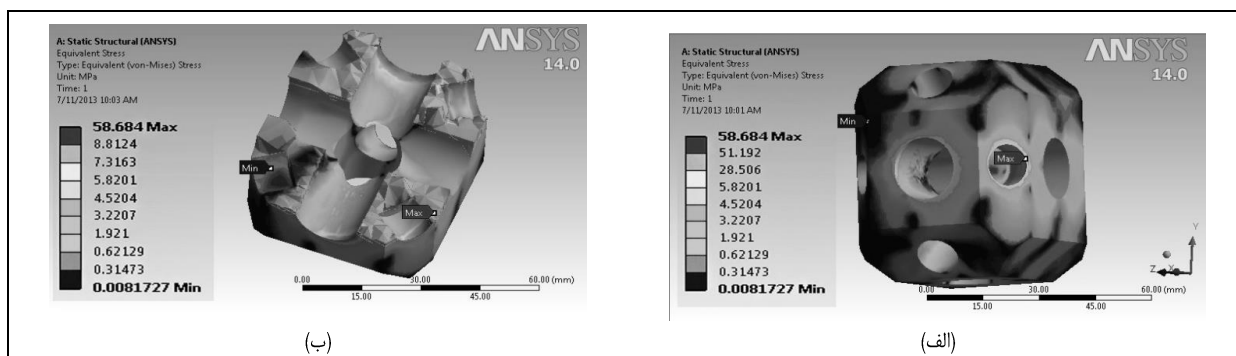 A: Static Structural (ANSYS)
Equivalent Stress
Type: Equivalent (von-Mises) Stress
Unit: MPa
Time: 1
7/11/2013 10:01 AM
ANSYS
14.0
58.684 Max
51.192
28.506
5.8201
4.5204
3.2207
1.921
0.62129
0.31473
0.0081727 Min
Min
Max
Y
Z
X
0.00
30.00
60.00 (mm)
15.00
45.00
(الف)
A: Static Structural (ANSYS)
Equivalent Stress
Type: Equivalent (von-Mises) Stress
Unit: MPa
Time: 1
7/11/2013 10:03 AM
ANSYS
14.0
58.684 Max
8.8124
7.3163
5.8201
4.5204
3.2207
1.921
0.62129
0.31473
0.0081727 Min
Min
Max
0.00
30.00
60.00 (mm)
15.00
45.00
(ب)